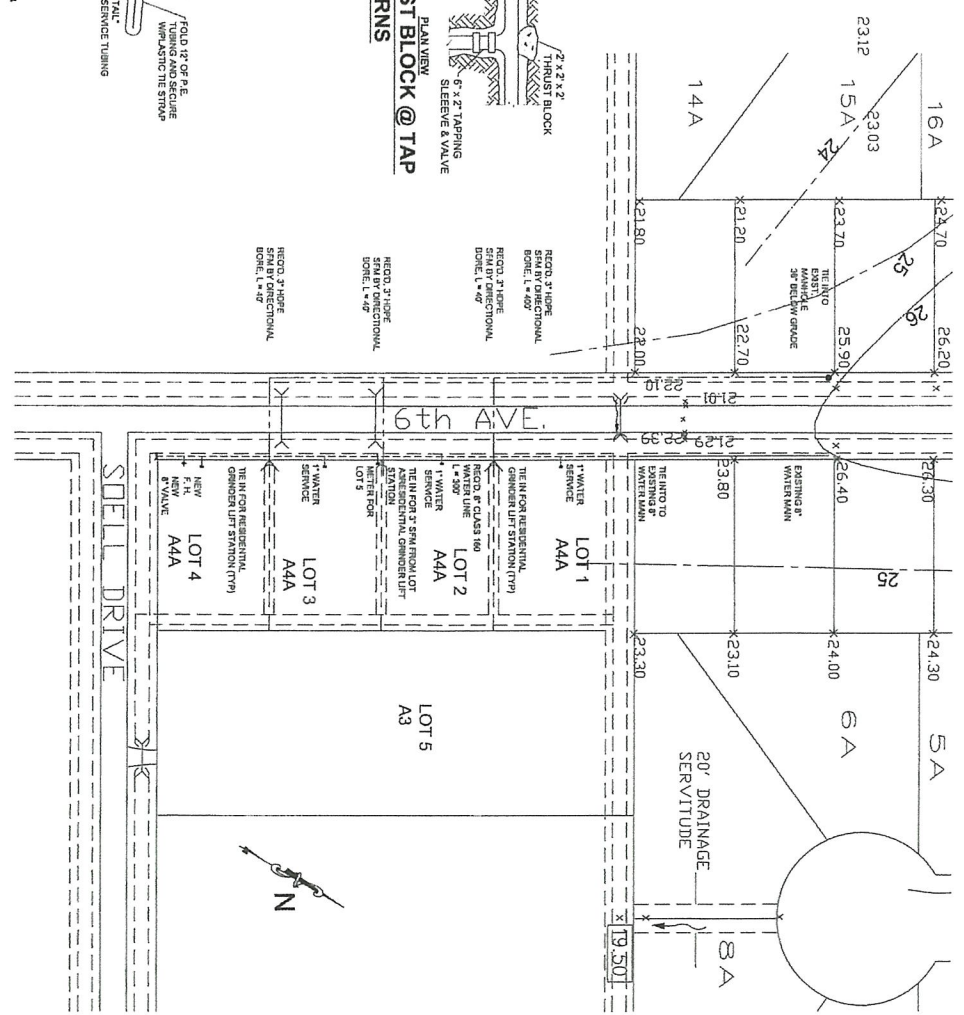 FOLD 12" OF P.E.
TUBING AND SECURE
W/PLASTIC TIE STRAP
TAIL"
SERVICE TUBING
2' x 2' x 2'
THRUST BLOCK
6" x 2" TAPPING
SLEEEVE & VALVE
PLAN VIEW
ST BLOCK @ TAP
RNS
23.12
14A
15A
23.03
16A
24
21.80
21.20
23.70
24.70
25
26
TIE INTO
EXIST.
MANHOLE
36" BELOW GRADE
22.00
22.70
25.90
26.20
REQ'D. 3" HDPE
SFM BY DIRECTIONAL
BORE, L = 40'
REQ'D. 3" HDPE
SFM BY DIRECTIONAL
BORE, L = 40'
REQ'D. 3" HDPE
SFM BY DIRECTIONAL
BORE, L = 40'
REQ'D. 3" HDPE
SFM BY DIRECTIONAL
BORE, L = 400'
22.10
21.01
6th AVE.
22.39
21.29
23.80
26.40
26.30
TIE INTO TO
EXISTING 8"
WATER MAIN
EXISTING 8"
WATER MAIN
1" WATER
SERVICE
TIE IN FOR RESIDENTIAL
GRINDER LIFT STATION (TYP)
REQ'D. 8" CLASS 160
WATER LINE
L = 500'
1" WATER
SERVICE
TIE IN FOR 3" SFM FROM LOT
A3RESIDENTIAL GRINDER LIFT
STATION
METER FOR
LOT 5
1" WATER
SERVICE
TIE IN FOR RESIDENTIAL
GRINDER LIFT STATION (TYP)
NEW
F. H.
NEW
8" VALVE
LOT 1
A4A
LOT 2
A4A
LOT 3
A4A
LOT 4
A4A
25
23.30
23.10
24.00
24.30
SOELL DRIVE
LOT 5
A3
6A
5A
20' DRAINAGE
SERVITUDE
8A
19.50
N